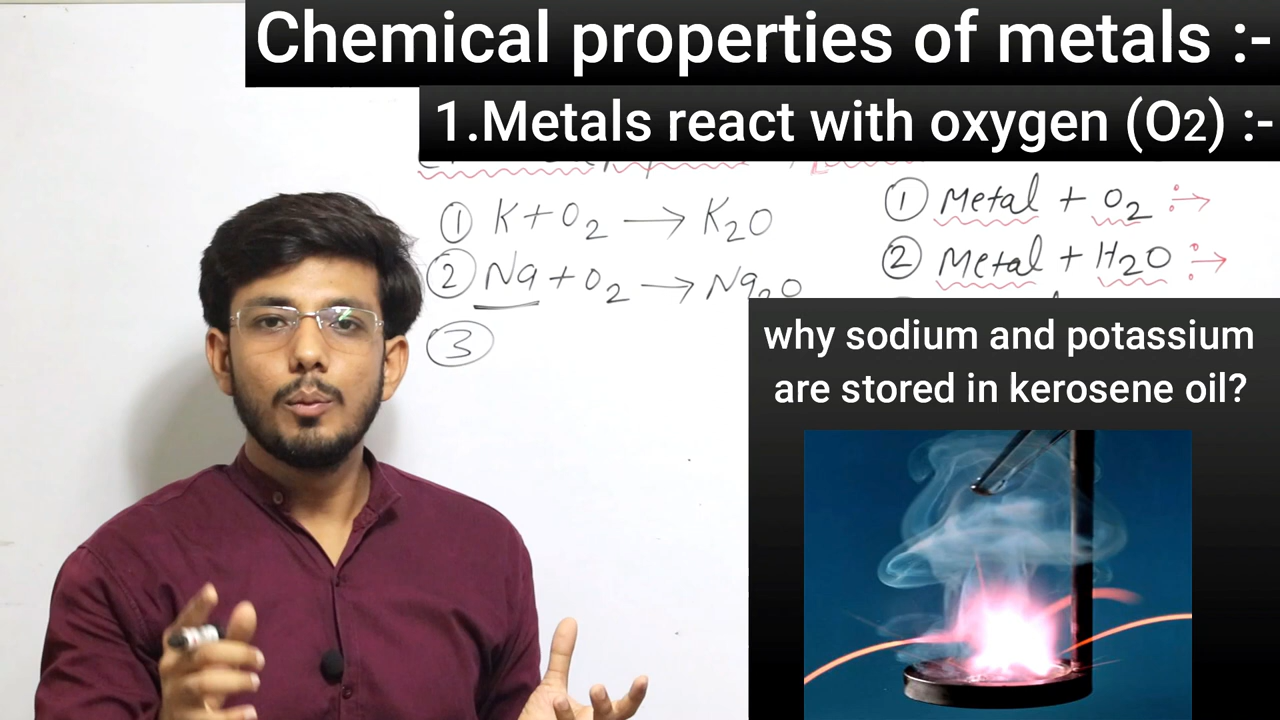 Chemical properties of metals :-
1.Metals react with oxygen (O2) :-
① K + O2 → K2O
② Na + O2 → Na2O
③
① Metal + O2 :→
② Metal + H2O :→
why sodium and potassium
are stored in kerosene oil?